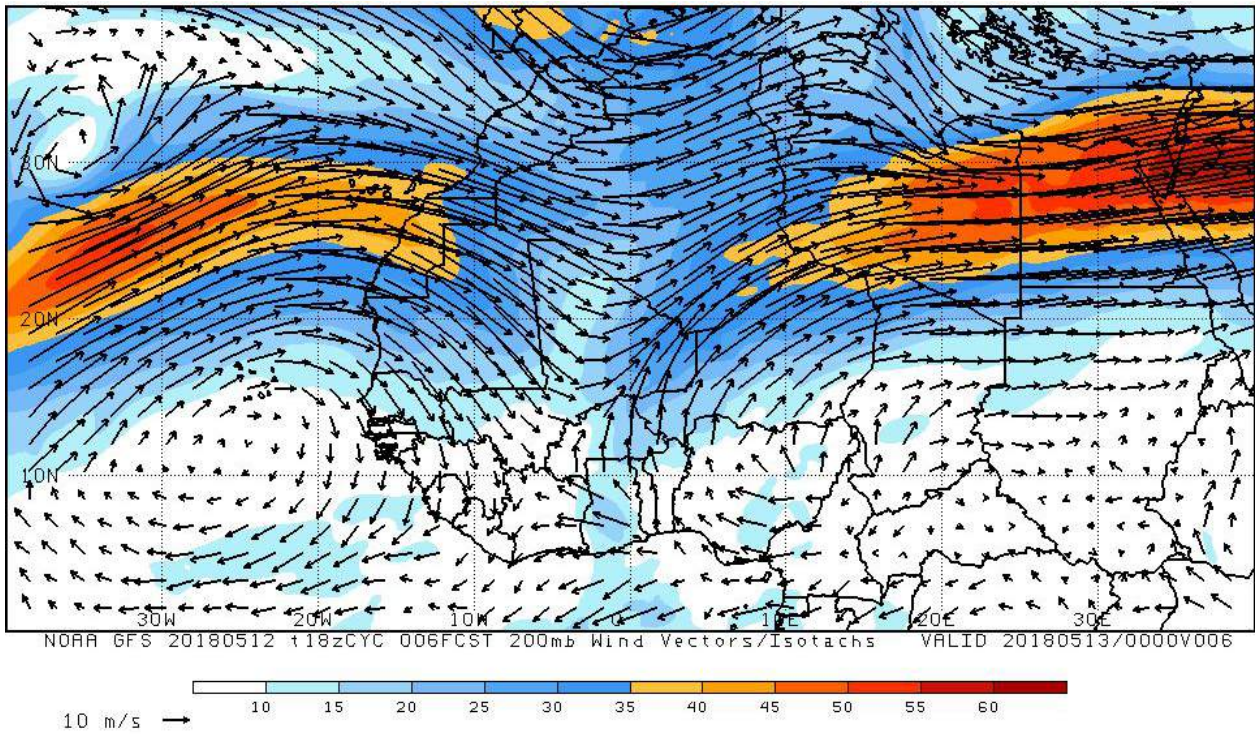 30N
20N
10N
30W 20W 10W 0 10E 20E 30E
NOAA GFS 20180512 t18zCYC 006FCST 200mb Wind Vectors/Isotachs VALID 20180513/0000V006
10 15 20 25 30 35 40 45 50 55 60
10 m/s